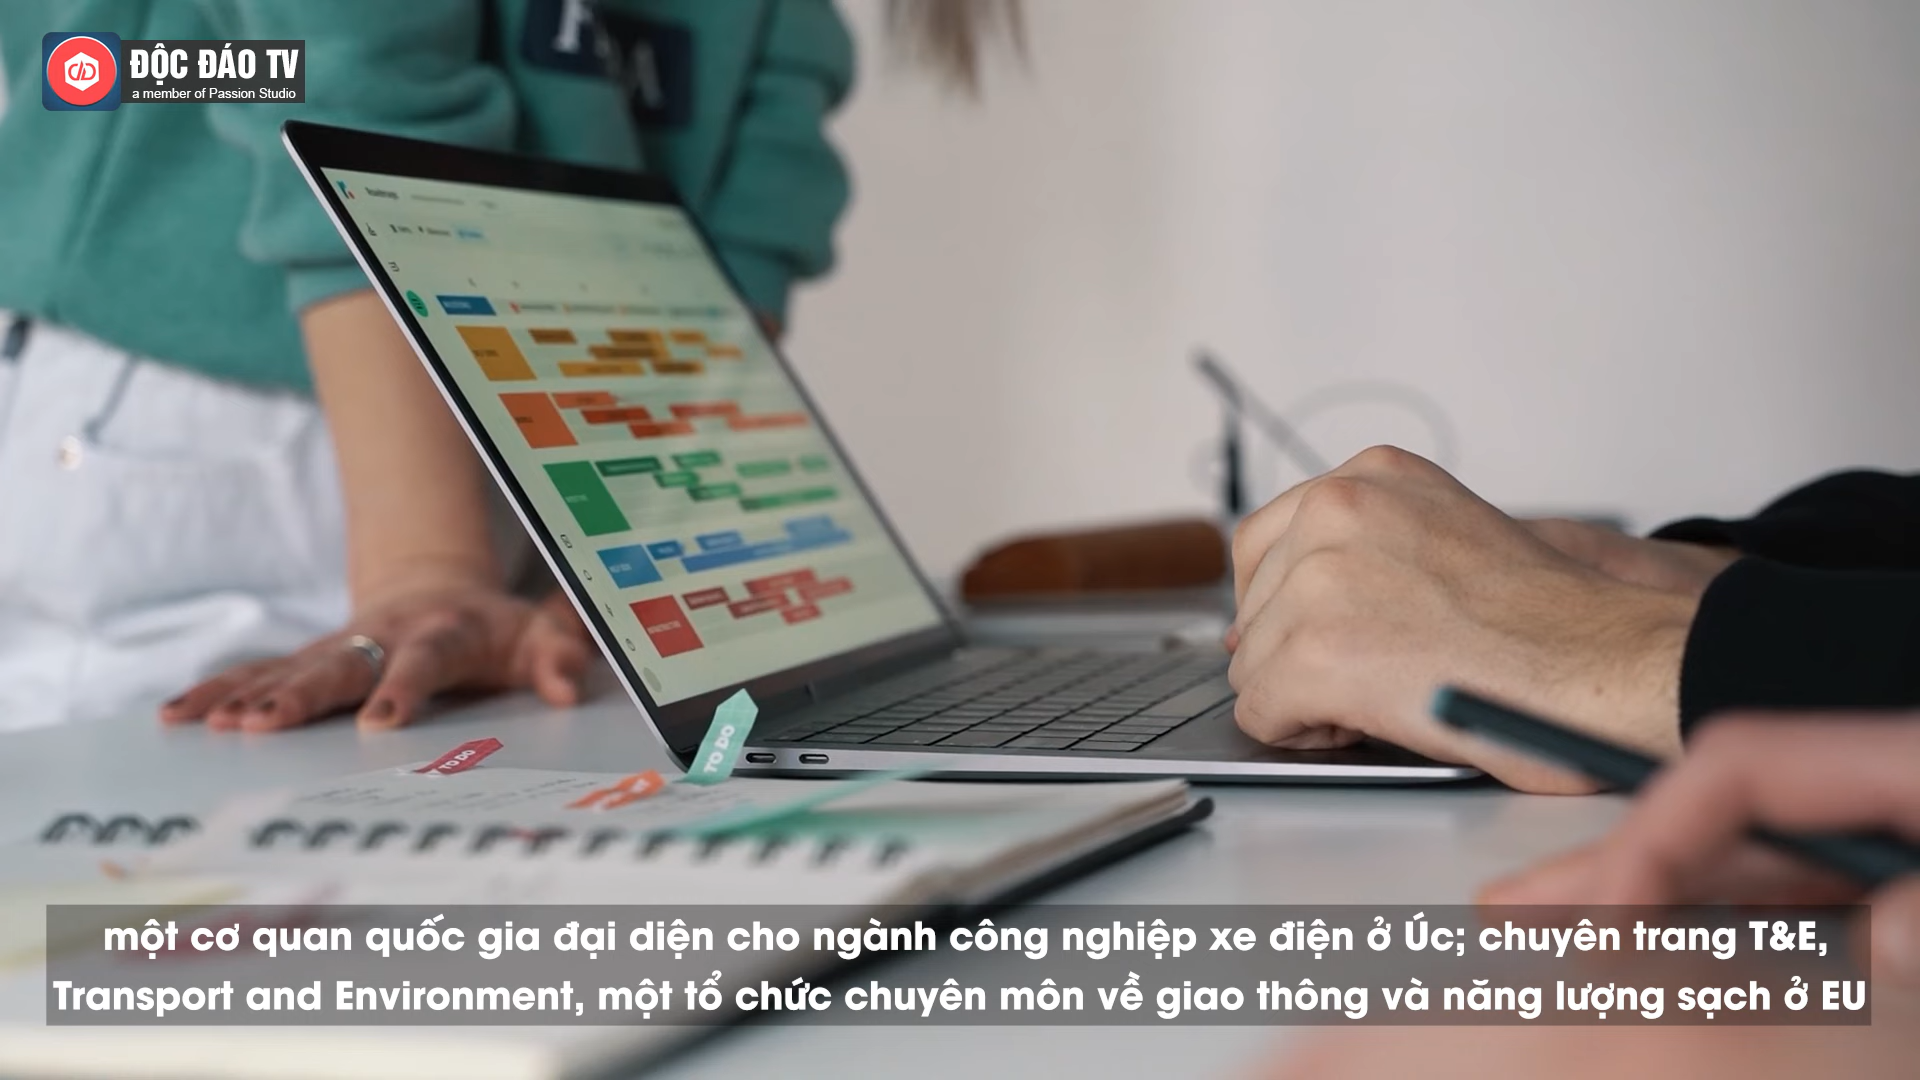 ĐỘC ĐÁO TV
a member of Passion Studio
TO DO
TO DO
một cơ quan quốc gia đại diện cho ngành công nghiệp xe điện ở Úc; chuyên trang T&E,
Transport and Environment, một tổ chức chuyên môn về giao thông và năng lượng sạch ở EU